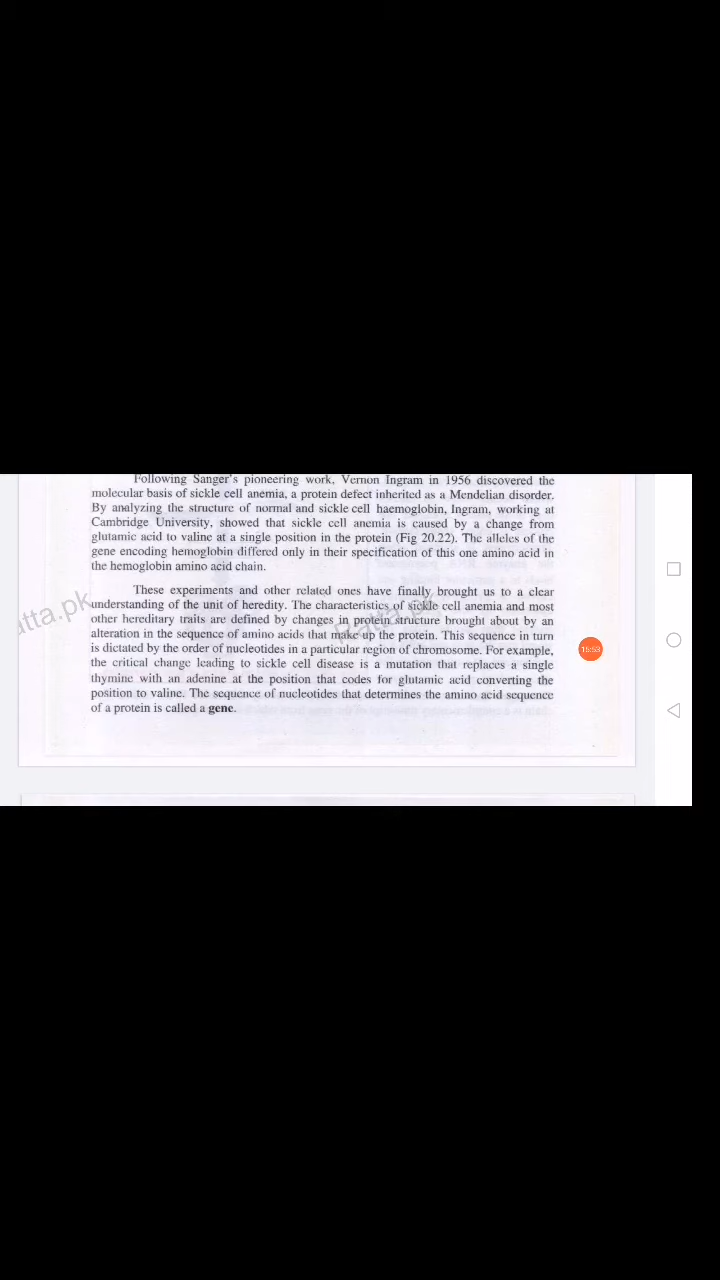 Following Sanger's pioneering work, Vernon Ingram in 1956 discovered the
molecular basis of sickle cell anemia, a protein defect inherited as a Mendelian disorder.
By analyzing the structure of normal and sickle cell haemoglobin, Ingram, working at
Cambridge University, showed that sickle cell anemia is caused by a change from
glutamic acid to valine at a single position in the protein (Fig 20.22). The alleles of the
gene encoding hemoglobin differed only in their specification of this one amino acid in
the hemoglobin amino acid chain.
These experiments and other related ones have finally brought us to a clear
understanding of the unit of heredity. The characteristics of sickle cell anemia and most
other hereditary traits are defined by changes in protein structure brought about by an
alteration in the sequence of amino acids that make up the protein. This sequence in turn
is dictated by the order of nucleotides in a particular region of chromosome. For example,
the critical change leading to sickle cell disease is a mutation that replaces a single
thymine with an adenine at the position that codes for glutamic acid converting the
position to valine. The sequence of nucleotides that determines the amino acid sequence
of a protein is called a gene.
atta.pk
Ratta.pk
15:53